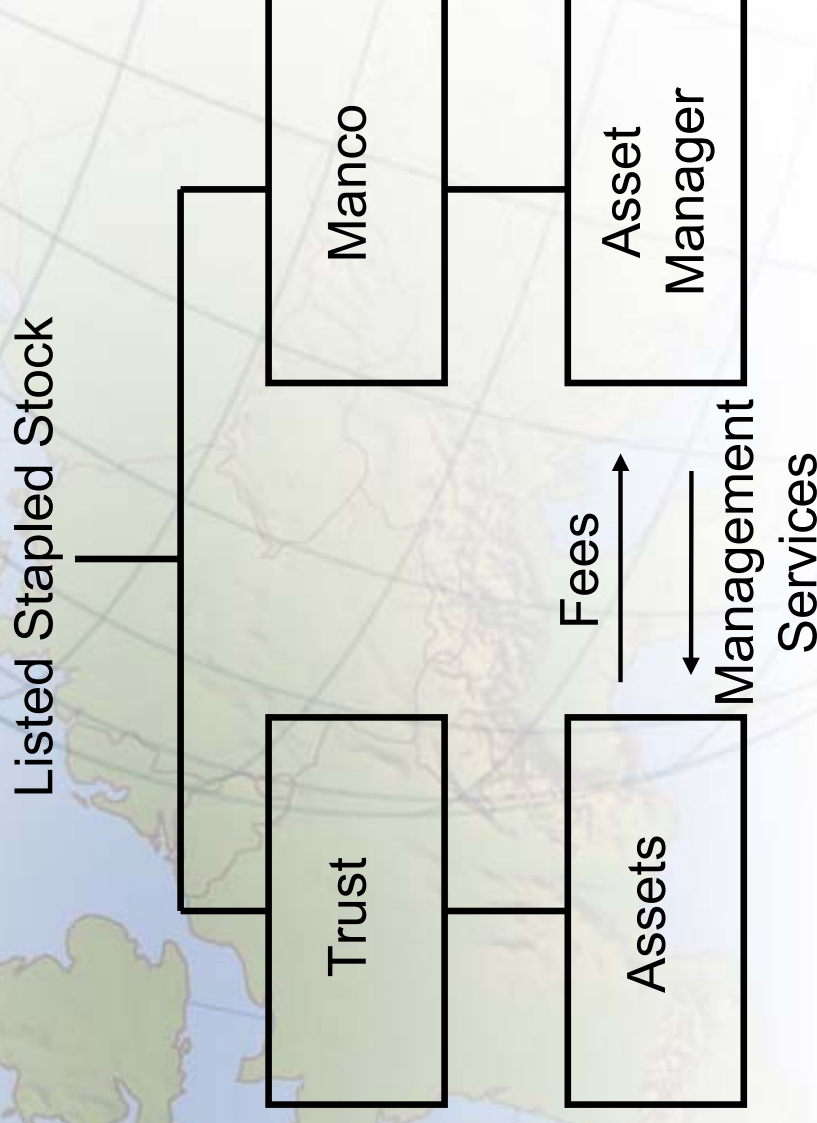 Listed Stapled Stock
Trust
Manco
Fees
Assets
Asset
Manager
Management
Services